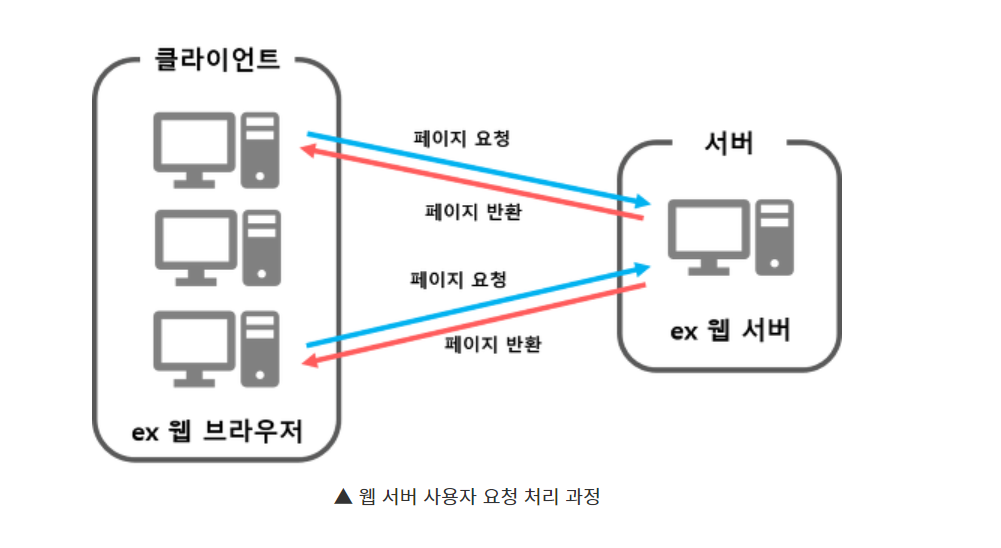 클라이언트
페이지 요청
서버
페이지 반환
페이지 요청
ex 웹 서버
페이지 반환
ex 웹 브라우저
▲ 웹 서버 사용자 요청 처리 과정